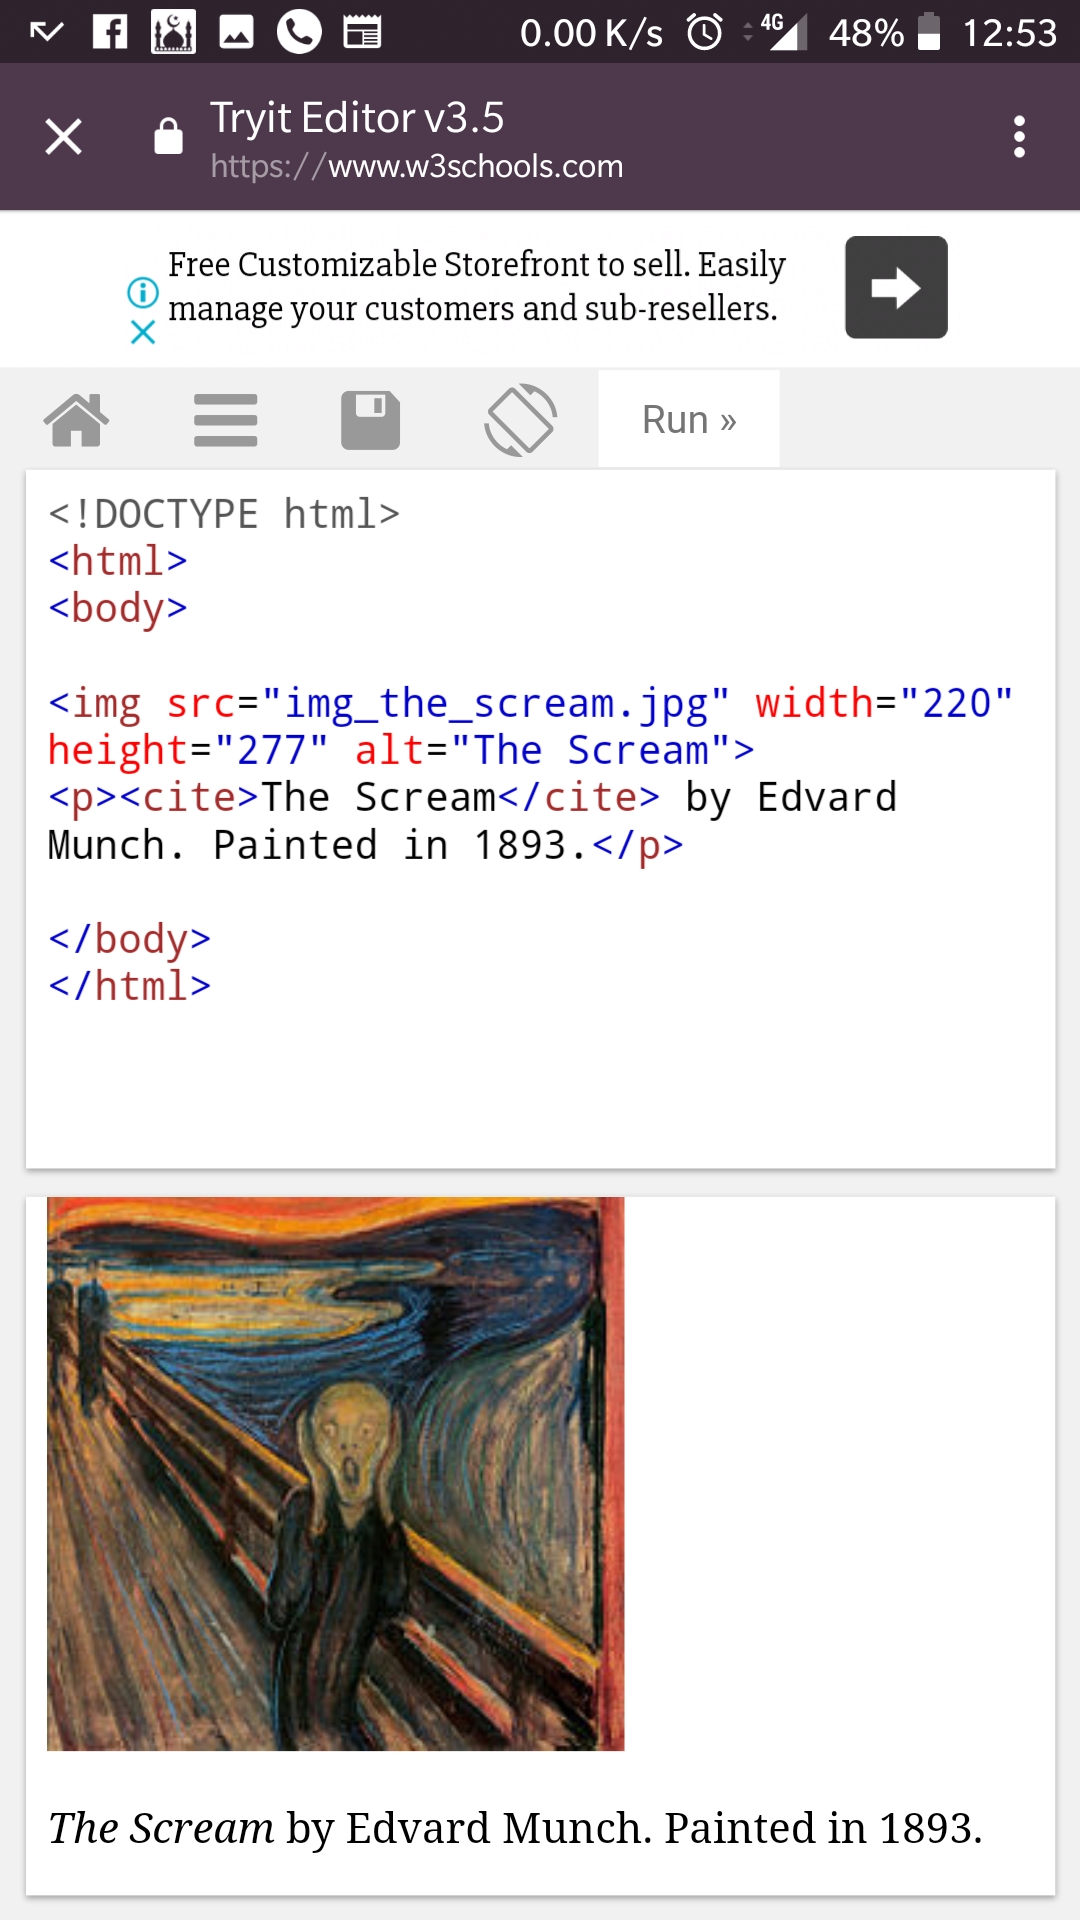 0.00 K/s 4G 48% 12:53
Tryit Editor v3.5
https://www.w3schools.com
Free Customizable Storefront to sell. Easily
manage your customers and sub-resellers.
Run »
<!DOCTYPE html>
<html>
<body>
<img src="img_the_scream.jpg" width="220"
height="277" alt="The Scream">
<p><cite>The Scream</cite> by Edvard
Munch. Painted in 1893.</p>
</body>
</html>
The Scream by Edvard Munch. Painted in 1893.